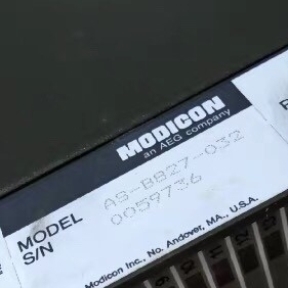 MODICON
an AEG company
MODEL AS-B827-032
S/N 0059736
Modicon Inc., No. Andover, MA., U.S.A.